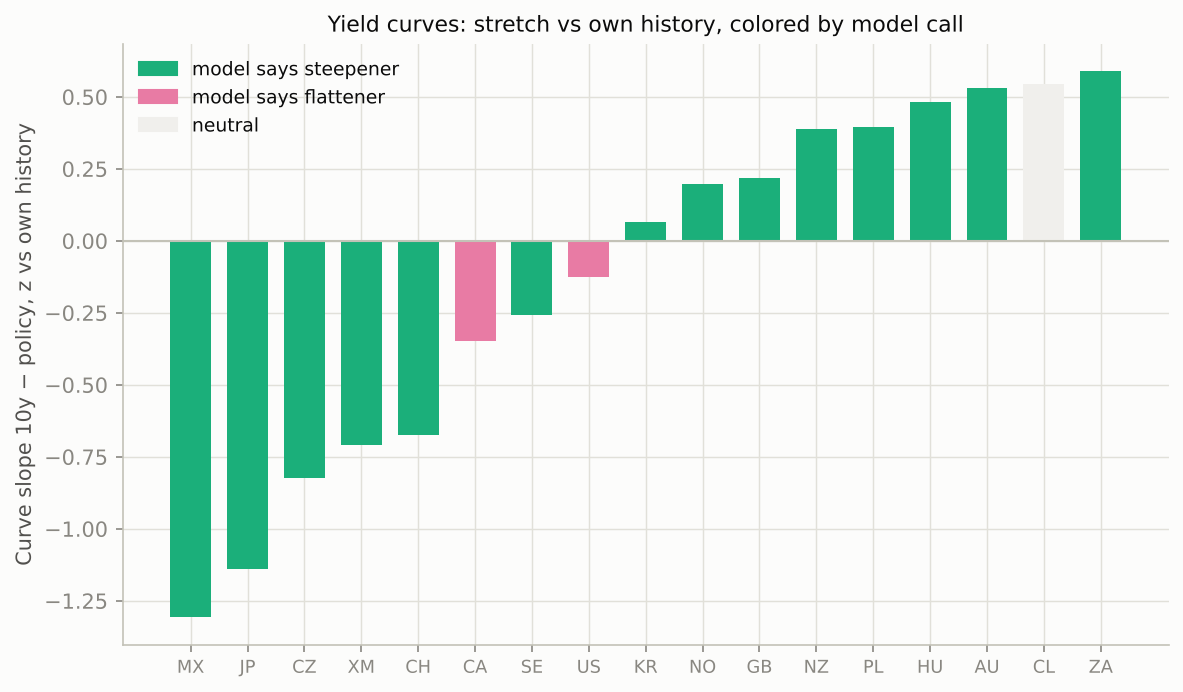 Yield curves: stretch vs own history, colored by model call
model says steepener
model says flattener
neutral
Curve slope 10y − policy, z vs own history
0.50
0.25
0.00
−0.25
−0.50
−0.75
−1.00
−1.25
MX JP CZ XM CH CA SE US KR NO GB NZ PL HU AU CL ZA